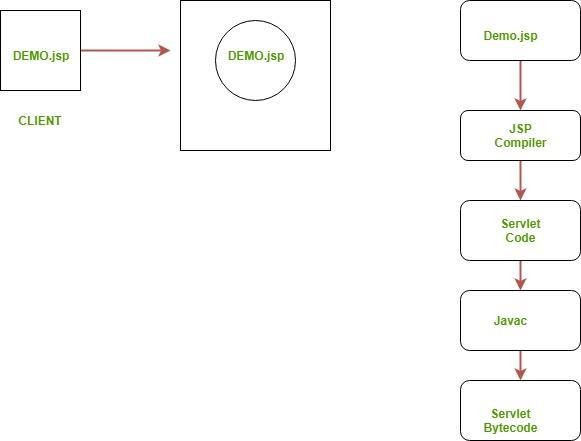 DEMO.jsp
CLIENT
DEMO.jsp
Demo.jsp
JSP
Compiler
Servlet
Code
Javac
Servlet
Bytecode